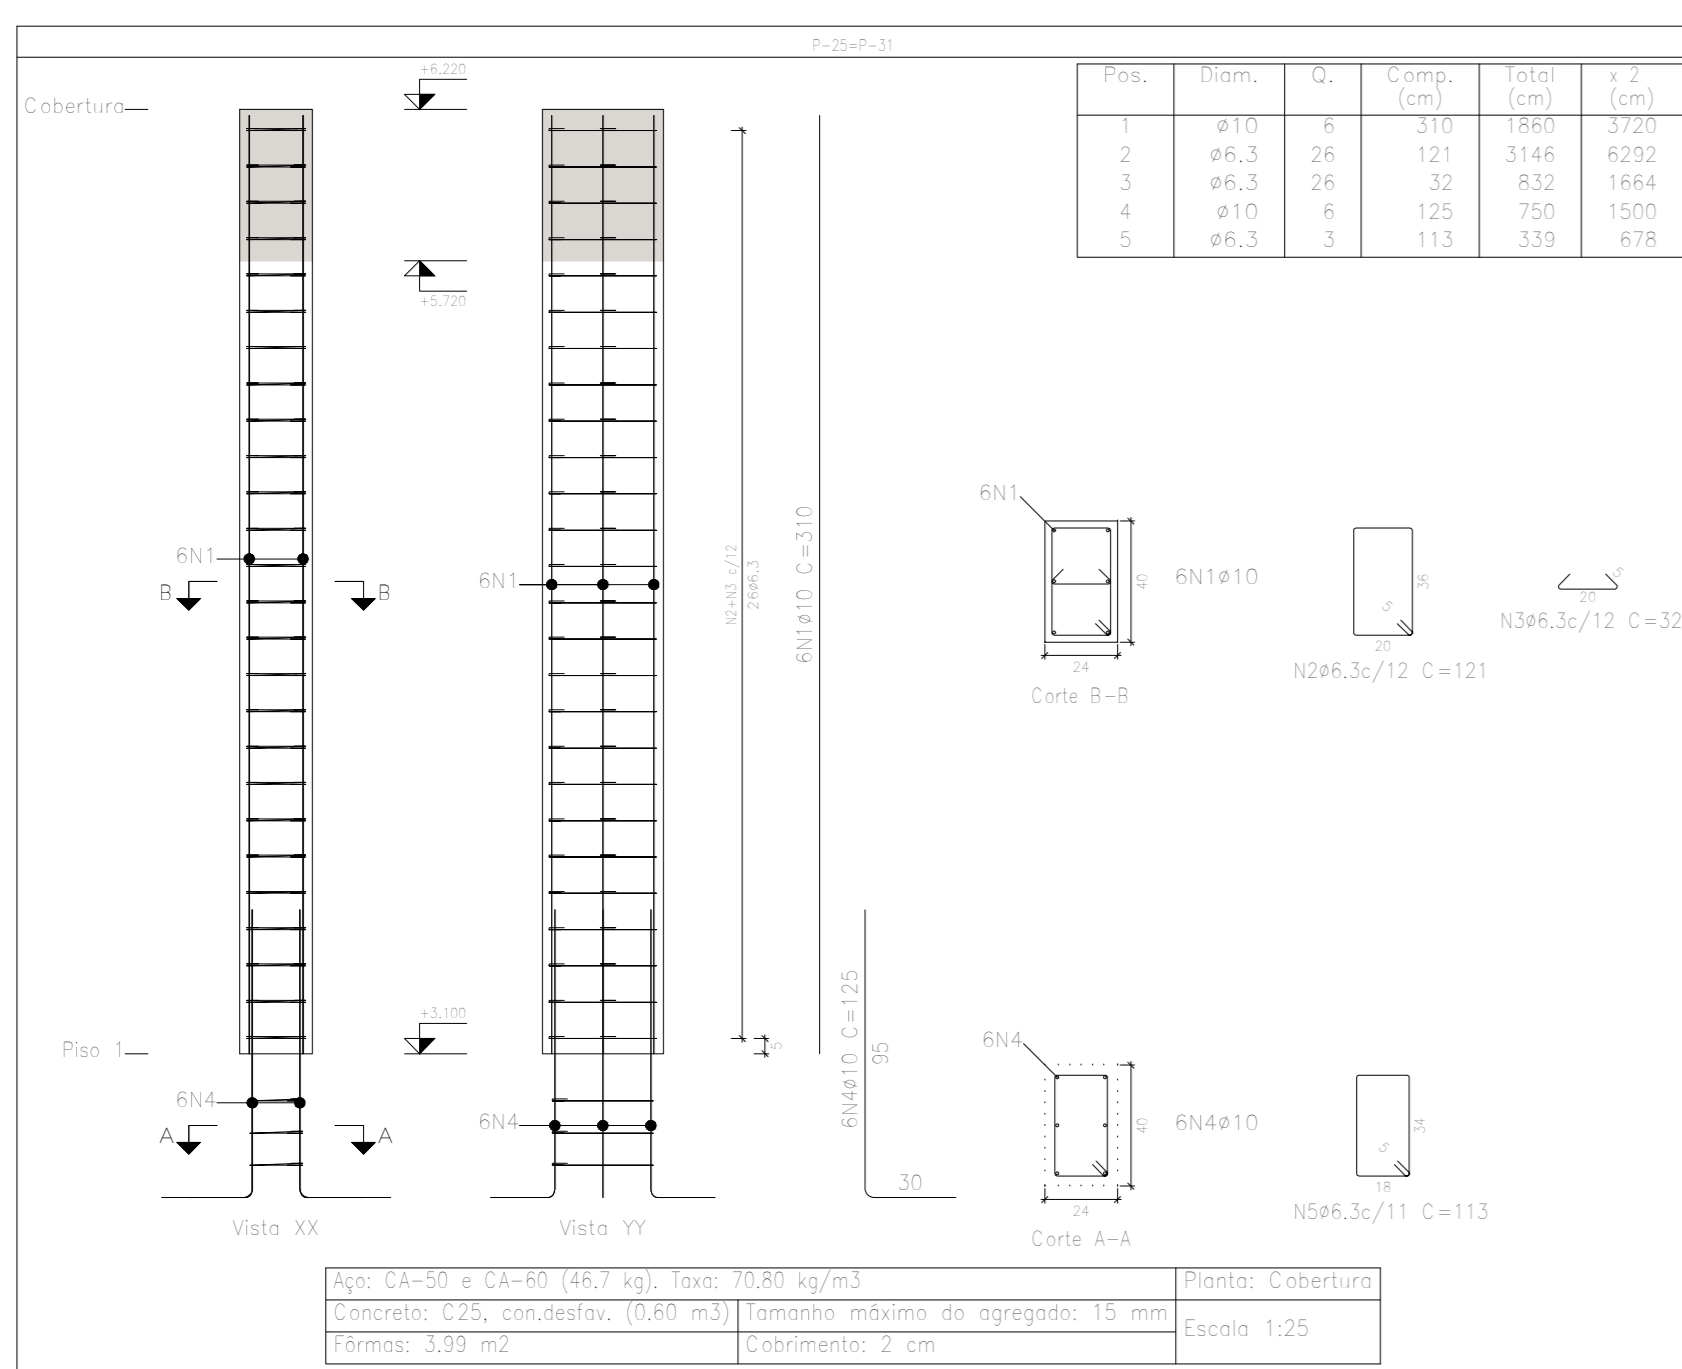 P-25=P-31
Cobertura
+6.220
+5.720
Pos. Diam. Q. Comp. (cm) Total (cm) x 2 (cm)
1 ø10 6 310 1860 3720
2 ø6.3 26 121 3146 6292
3 ø6.3 26 32 832 1664
4 ø10 6 125 750 1500
5 ø6.3 3 113 339 678
6N1
B B
6N1
N2+N3 c/12
26ø6.3
6N1ø10 C=310
6N1
40
24
6N1ø10
Corte B-B
36
5
20
N2ø6.3c/12 C=121
5
20
N3ø6.3c/12 C=32
Piso 1
+3.100
5
6N4
A A
6N4
6N4ø10 C=125
95
30
Vista XX
Vista YY
6N4
40
24
6N4ø10
Corte A-A
34
5
18
N5ø6.3c/11 C=113
Aço: CA-50 e CA-60 (46.7 kg). Taxa: 70.80 kg/m3
Planta: Cobertura
Concreto: C25, con.desfav. (0.60 m3)
Tamanho máximo do agregado: 15 mm
Escala 1:25
Fôrmas: 3.99 m2
Cobrimento: 2 cm